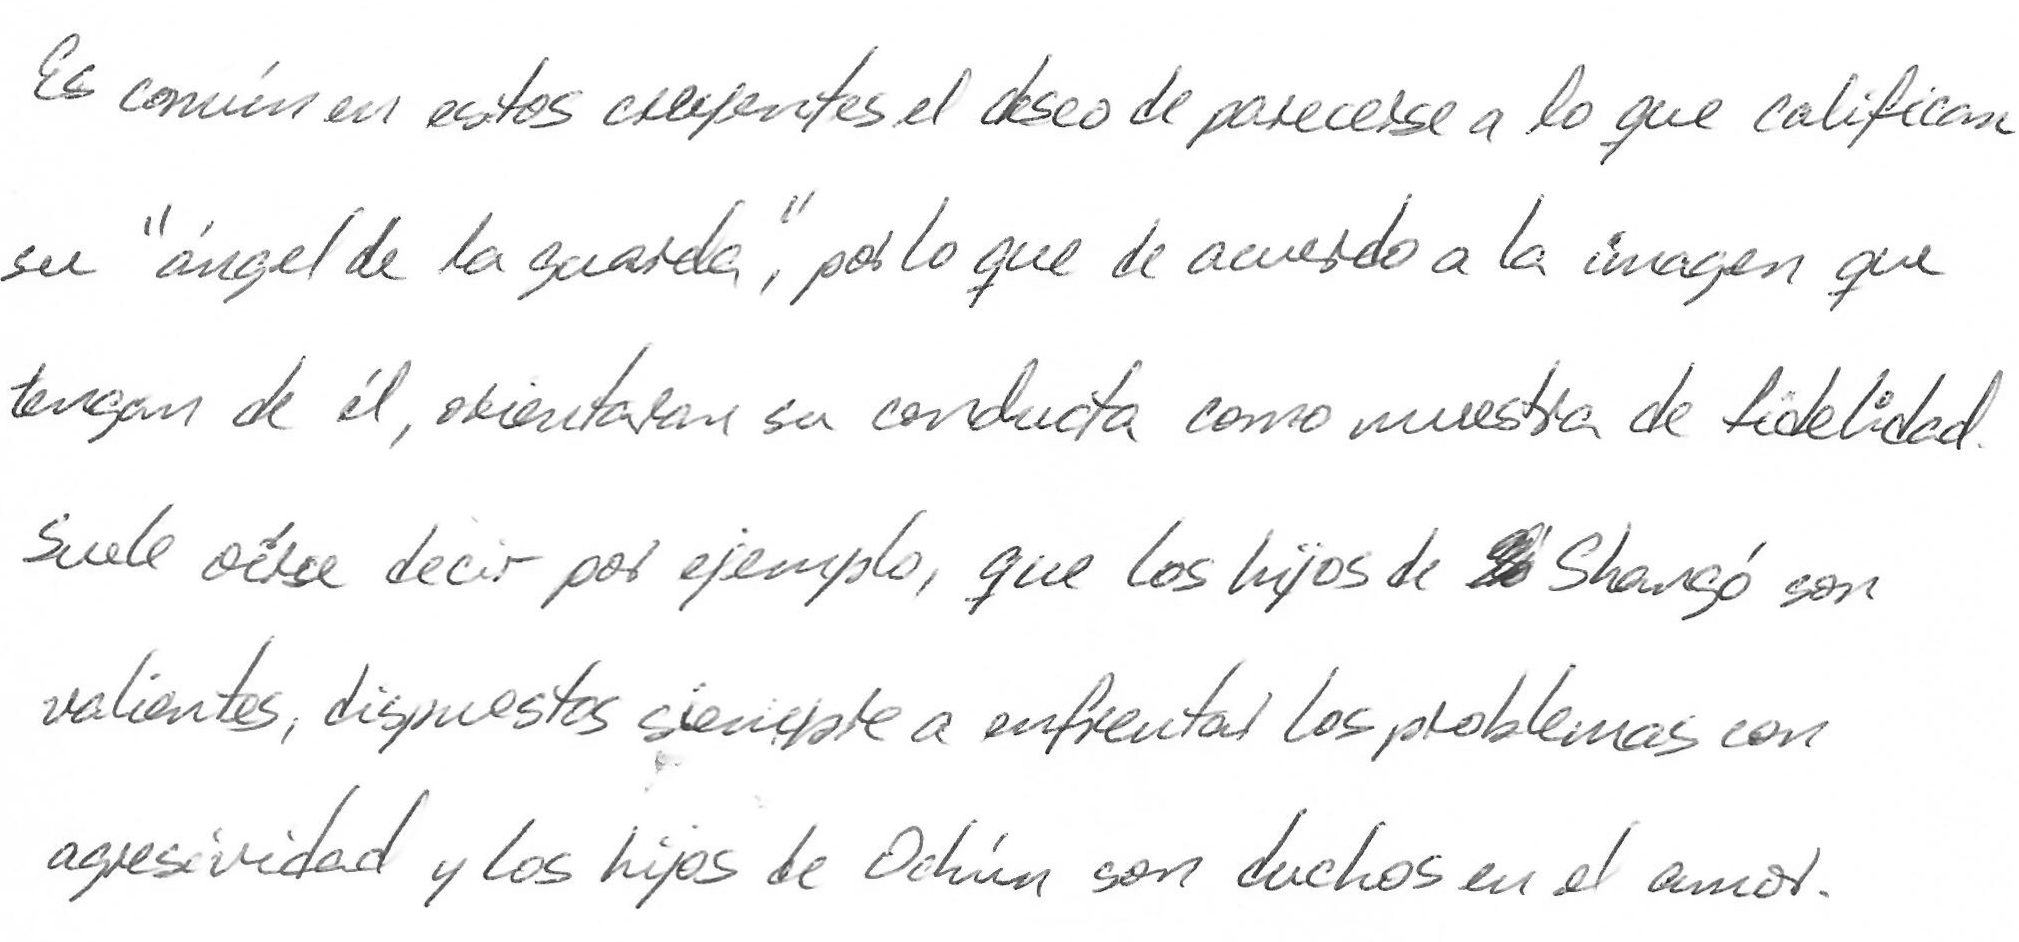 Es común en estos creyentes el deseo de parecerse a lo que califican
su "ángel de la guarda", por lo que de acuerdo a la imagen que
tengan de él, orientaran su conducta como muestra de fidelidad.
Suele oírse decir por ejemplo, que los hijos de Shangó son
valientes, dispuestos siempre a enfrentar los problemas con
agresividad y los hijos de Ochún son duchos en el amor.